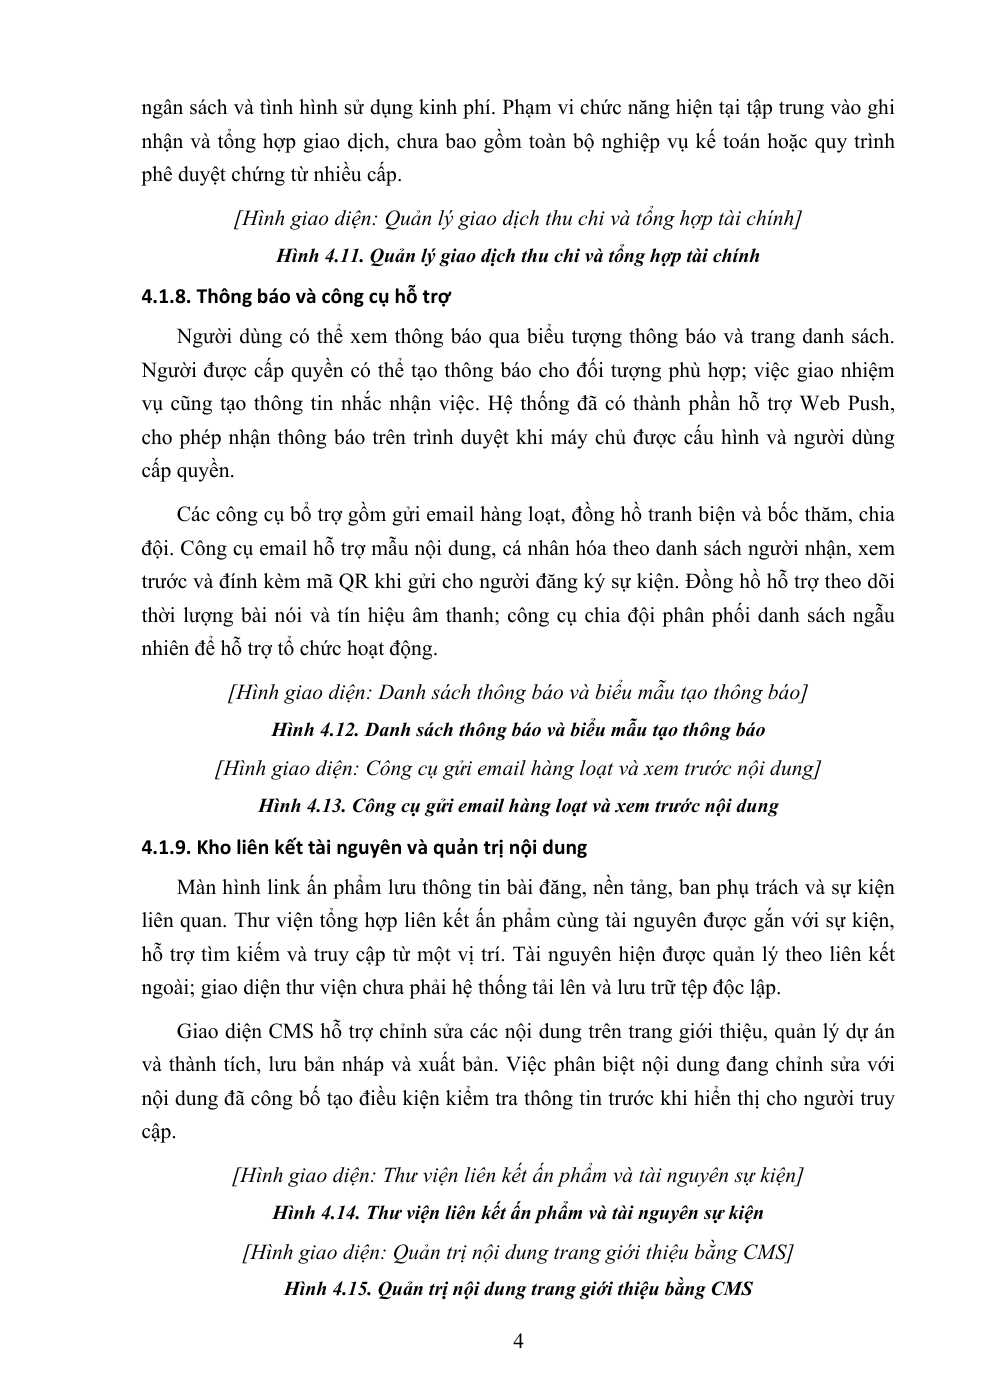 ngân sách và tình hình sử dụng kinh phí. Phạm vi chức năng hiện tại tập trung vào ghi
nhận và tổng hợp giao dịch, chưa bao gồm toàn bộ nghiệp vụ kế toán hoặc quy trình
phê duyệt chứng từ nhiều cấp.
[Hình giao diện: Quản lý giao dịch thu chi và tổng hợp tài chính]
Hình 4.11. Quản lý giao dịch thu chi và tổng hợp tài chính
4.1.8. Thông báo và công cụ hỗ trợ
Người dùng có thể xem thông báo qua biểu tượng thông báo và trang danh sách.
Người được cấp quyền có thể tạo thông báo cho đối tượng phù hợp; việc giao nhiệm
vụ cũng tạo thông tin nhắc nhận việc. Hệ thống đã có thành phần hỗ trợ Web Push,
cho phép nhận thông báo trên trình duyệt khi máy chủ được cấu hình và người dùng
cấp quyền.
Các công cụ bổ trợ gồm gửi email hàng loạt, đồng hồ tranh biện và bốc thăm, chia
đội. Công cụ email hỗ trợ mẫu nội dung, cá nhân hóa theo danh sách người nhận, xem
trước và đính kèm mã QR khi gửi cho người đăng ký sự kiện. Đồng hồ hỗ trợ theo dõi
thời lượng bài nói và tín hiệu âm thanh; công cụ chia đội phân phối danh sách ngẫu
nhiên để hỗ trợ tổ chức hoạt động.
[Hình giao diện: Danh sách thông báo và biểu mẫu tạo thông báo]
Hình 4.12. Danh sách thông báo và biểu mẫu tạo thông báo
[Hình giao diện: Công cụ gửi email hàng loạt và xem trước nội dung]
Hình 4.13. Công cụ gửi email hàng loạt và xem trước nội dung
4.1.9. Kho liên kết tài nguyên và quản trị nội dung
Màn hình link ấn phẩm lưu thông tin bài đăng, nền tảng, ban phụ trách và sự kiện
liên quan. Thư viện tổng hợp liên kết ấn phẩm cùng tài nguyên được gắn với sự kiện,
hỗ trợ tìm kiếm và truy cập từ một vị trí. Tài nguyên hiện được quản lý theo liên kết
ngoài; giao diện thư viện chưa phải hệ thống tải lên và lưu trữ tệp độc lập.
Giao diện CMS hỗ trợ chỉnh sửa các nội dung trên trang giới thiệu, quản lý dự án
và thành tích, lưu bản nháp và xuất bản. Việc phân biệt nội dung đang chỉnh sửa với
nội dung đã công bố tạo điều kiện kiểm tra thông tin trước khi hiển thị cho người truy
cập.
[Hình giao diện: Thư viện liên kết ấn phẩm và tài nguyên sự kiện]
Hình 4.14. Thư viện liên kết ấn phẩm và tài nguyên sự kiện
[Hình giao diện: Quản trị nội dung trang giới thiệu bằng CMS]
Hình 4.15. Quản trị nội dung trang giới thiệu bằng CMS
4